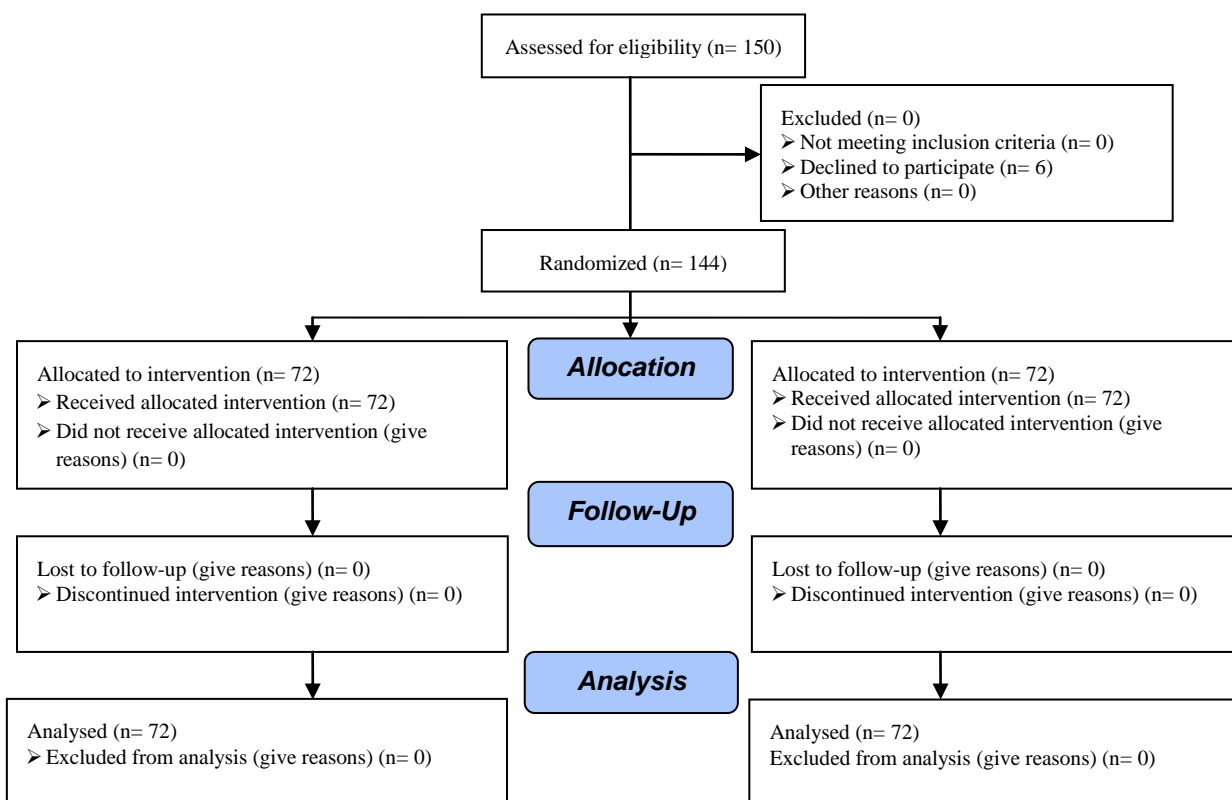 Assessed for eligibility (n= 150)
Excluded (n= 0)
➢ Not meeting inclusion criteria (n= 0)
➢ Declined to participate (n= 6)
➢ Other reasons (n= 0)
Randomized (n= 144)
Allocation
Allocated to intervention (n= 72)
➢ Received allocated intervention (n= 72)
➢ Did not receive allocated intervention (give
reasons) (n= 0)
Allocated to intervention (n= 72)
➢ Received allocated intervention (n= 72)
➢ Did not receive allocated intervention (give
reasons) (n= 0)
Follow-Up
Lost to follow-up (give reasons) (n= 0)
➢ Discontinued intervention (give reasons) (n= 0)
Lost to follow-up (give reasons) (n= 0)
➢ Discontinued intervention (give reasons) (n= 0)
Analysis
Analysed (n= 72)
➢ Excluded from analysis (give reasons) (n= 0)
Analysed (n= 72)
Excluded from analysis (give reasons) (n= 0)